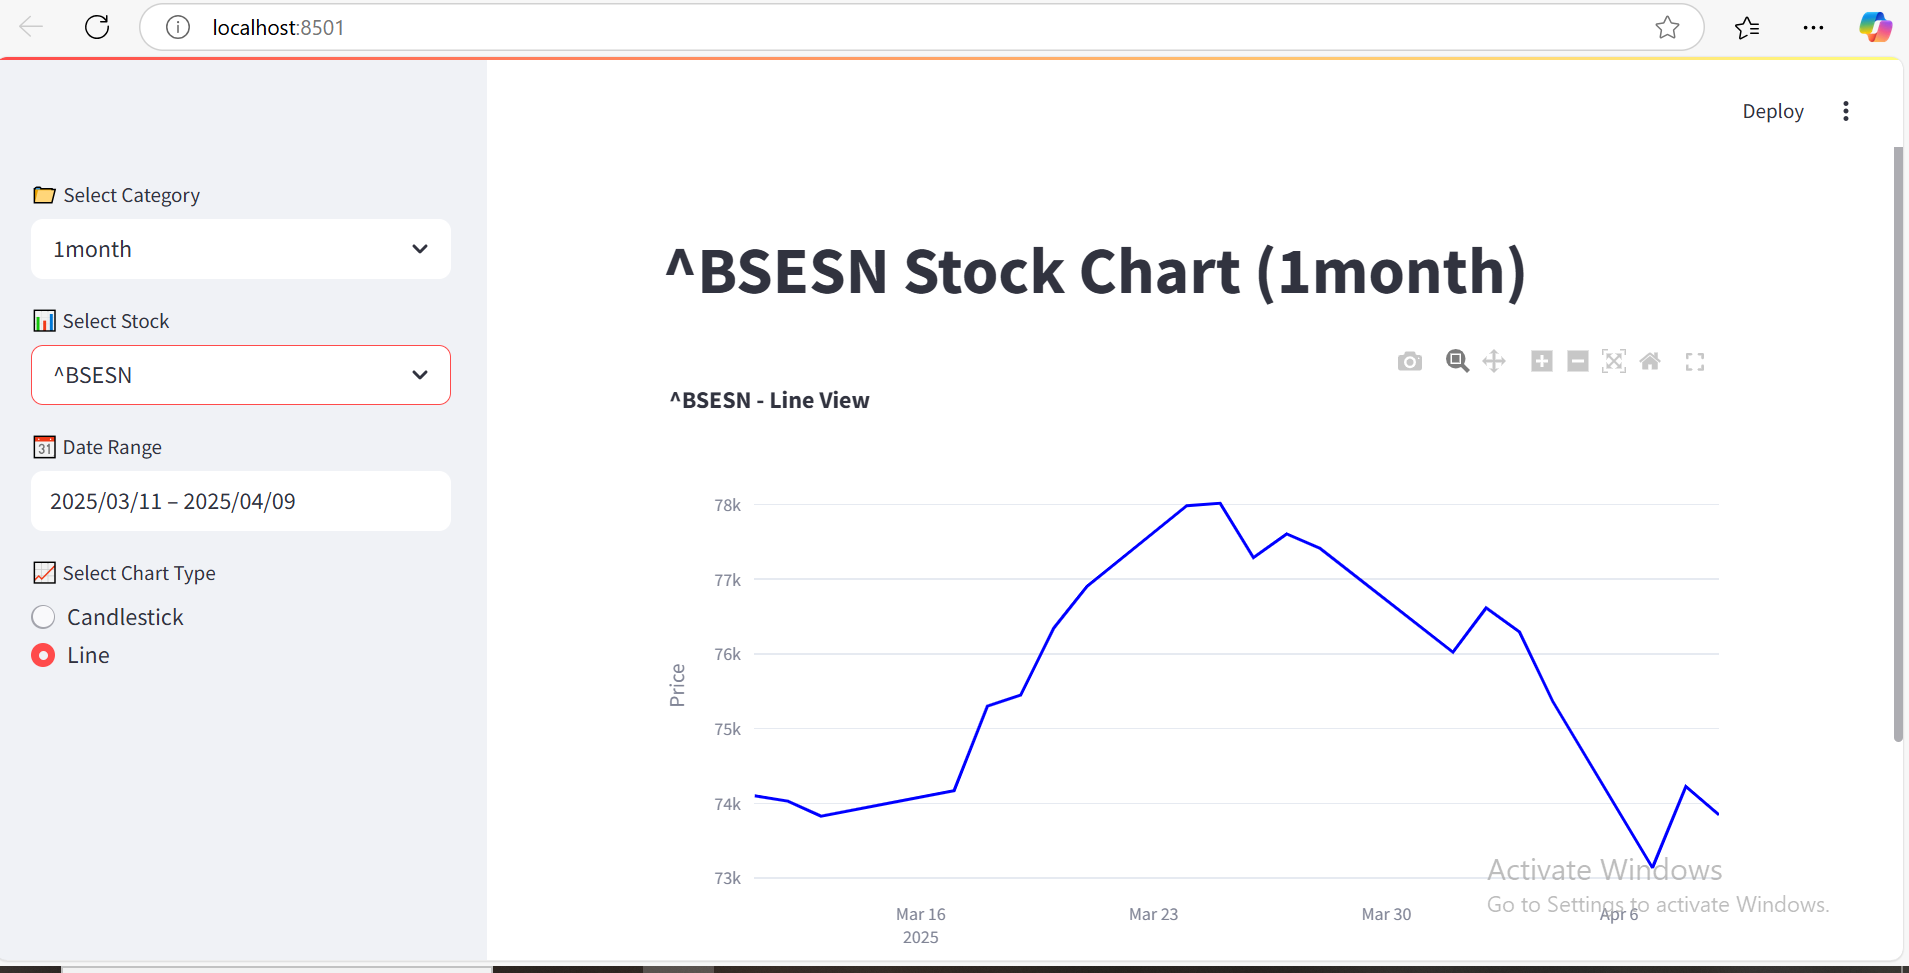 localhost:8501
Deploy
Select Category
1month
Select Stock
^BSESN
31 Date Range
2025/03/11 – 2025/04/09
Select Chart Type
Candlestick
Line
^BSESN Stock Chart (1month)
^BSESN - Line View
78k
77k
76k
75k
74k
73k
Price
Mar 16
2025
Mar 23
Mar 30
Apr 6
Activate Windows
Go to Settings to activate Windows.